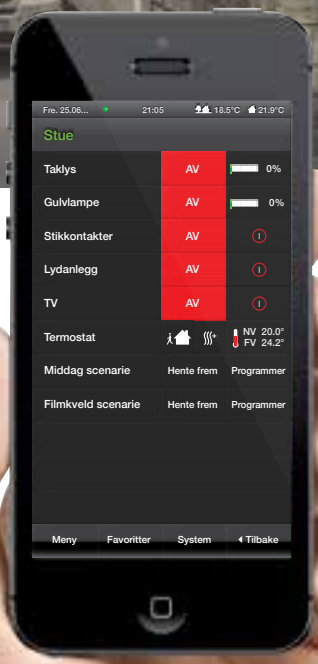 Fre. 25.06... 21:05 18.5°C 21.9°C
Stue
Taklys AV 0%
Gulvlampe AV 0%
Stikkontakter AV
Lydanlegg AV
TV AV
Termostat NV 20.0° FV 24.2°
Middag scenarie Hente frem Programmer
Filmkveld scenarie Hente frem Programmer
Meny Favoritter System Tilbake